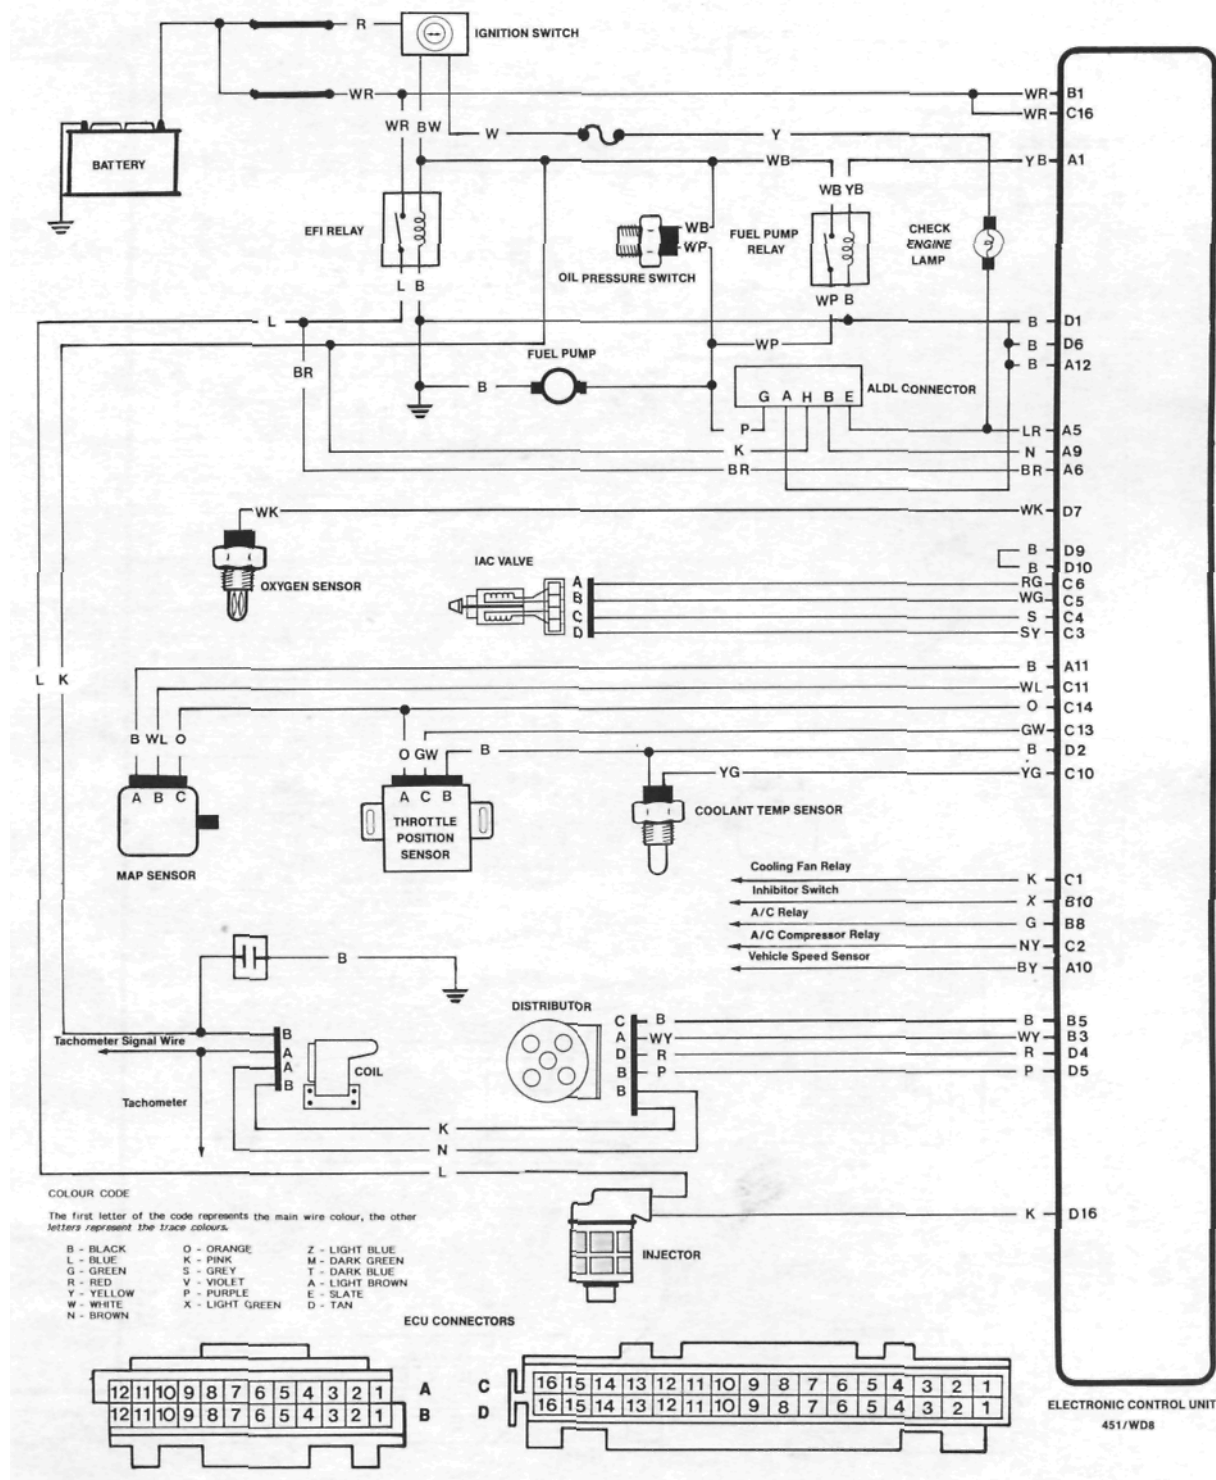 R IGNITION SWITCH
WR WR B1
WR C16
WR BW W Y
BATTERY WB YB A1
WB YB
EFI RELAY WB FUEL PUMP RELAY CHECK ENGINE LAMP
WP
OIL PRESSURE SWITCH
L B WP B
L B D1
FUEL PUMP WP B D6
BR B A12
B G A H B E ALDL CONNECTOR
P LR A5
K N A9
BR BR A6
WK WK D7
B D9
B D10
OXYGEN SENSOR IAC VALVE
A RG C6
B WG C5
C S C4
D SY C3
L K B A11
WL C11
O C14
B WL O GW C13
O GW B B D2
YG YG C10
A B C A C B
THROTTLE POSITION SENSOR
COOLANT TEMP SENSOR
MAP SENSOR
Cooling Fan Relay K C1
Inhibitor Switch X B10
A/C Relay G B8
A/C Compressor Relay NY C2
Vehicle Speed Sensor BY A10
B
DISTRIBUTOR
C B B B5
A WY WY B3
D R R D4
B P P D5
B
Tachometer Signal Wire
B
A
A
B
COIL
Tachometer
K
N
L
COLOUR CODE
The first letter of the code represents the main wire colour, the other
letters represent the trace colours.
K D16
INJECTOR
B - BLACK O - ORANGE Z - LIGHT BLUE
L - BLUE K - PINK M - DARK GREEN
G - GREEN S - GREY T - DARK BLUE
R - RED V - VIOLET A - LIGHT BROWN
Y - YELLOW P - PURPLE E - SLATE
W - WHITE X - LIGHT GREEN D - TAN
N - BROWN
ECU CONNECTORS
12 11 10 9 8 7 6 5 4 3 2 1 A
12 11 10 9 8 7 6 5 4 3 2 1 B
C 16 15 14 13 12 11 10 9 8 7 6 5 4 3 2 1
D 16 15 14 13 12 11 10 9 8 7 6 5 4 3 2 1
ELECTRONIC CONTROL UNIT
451/WD8